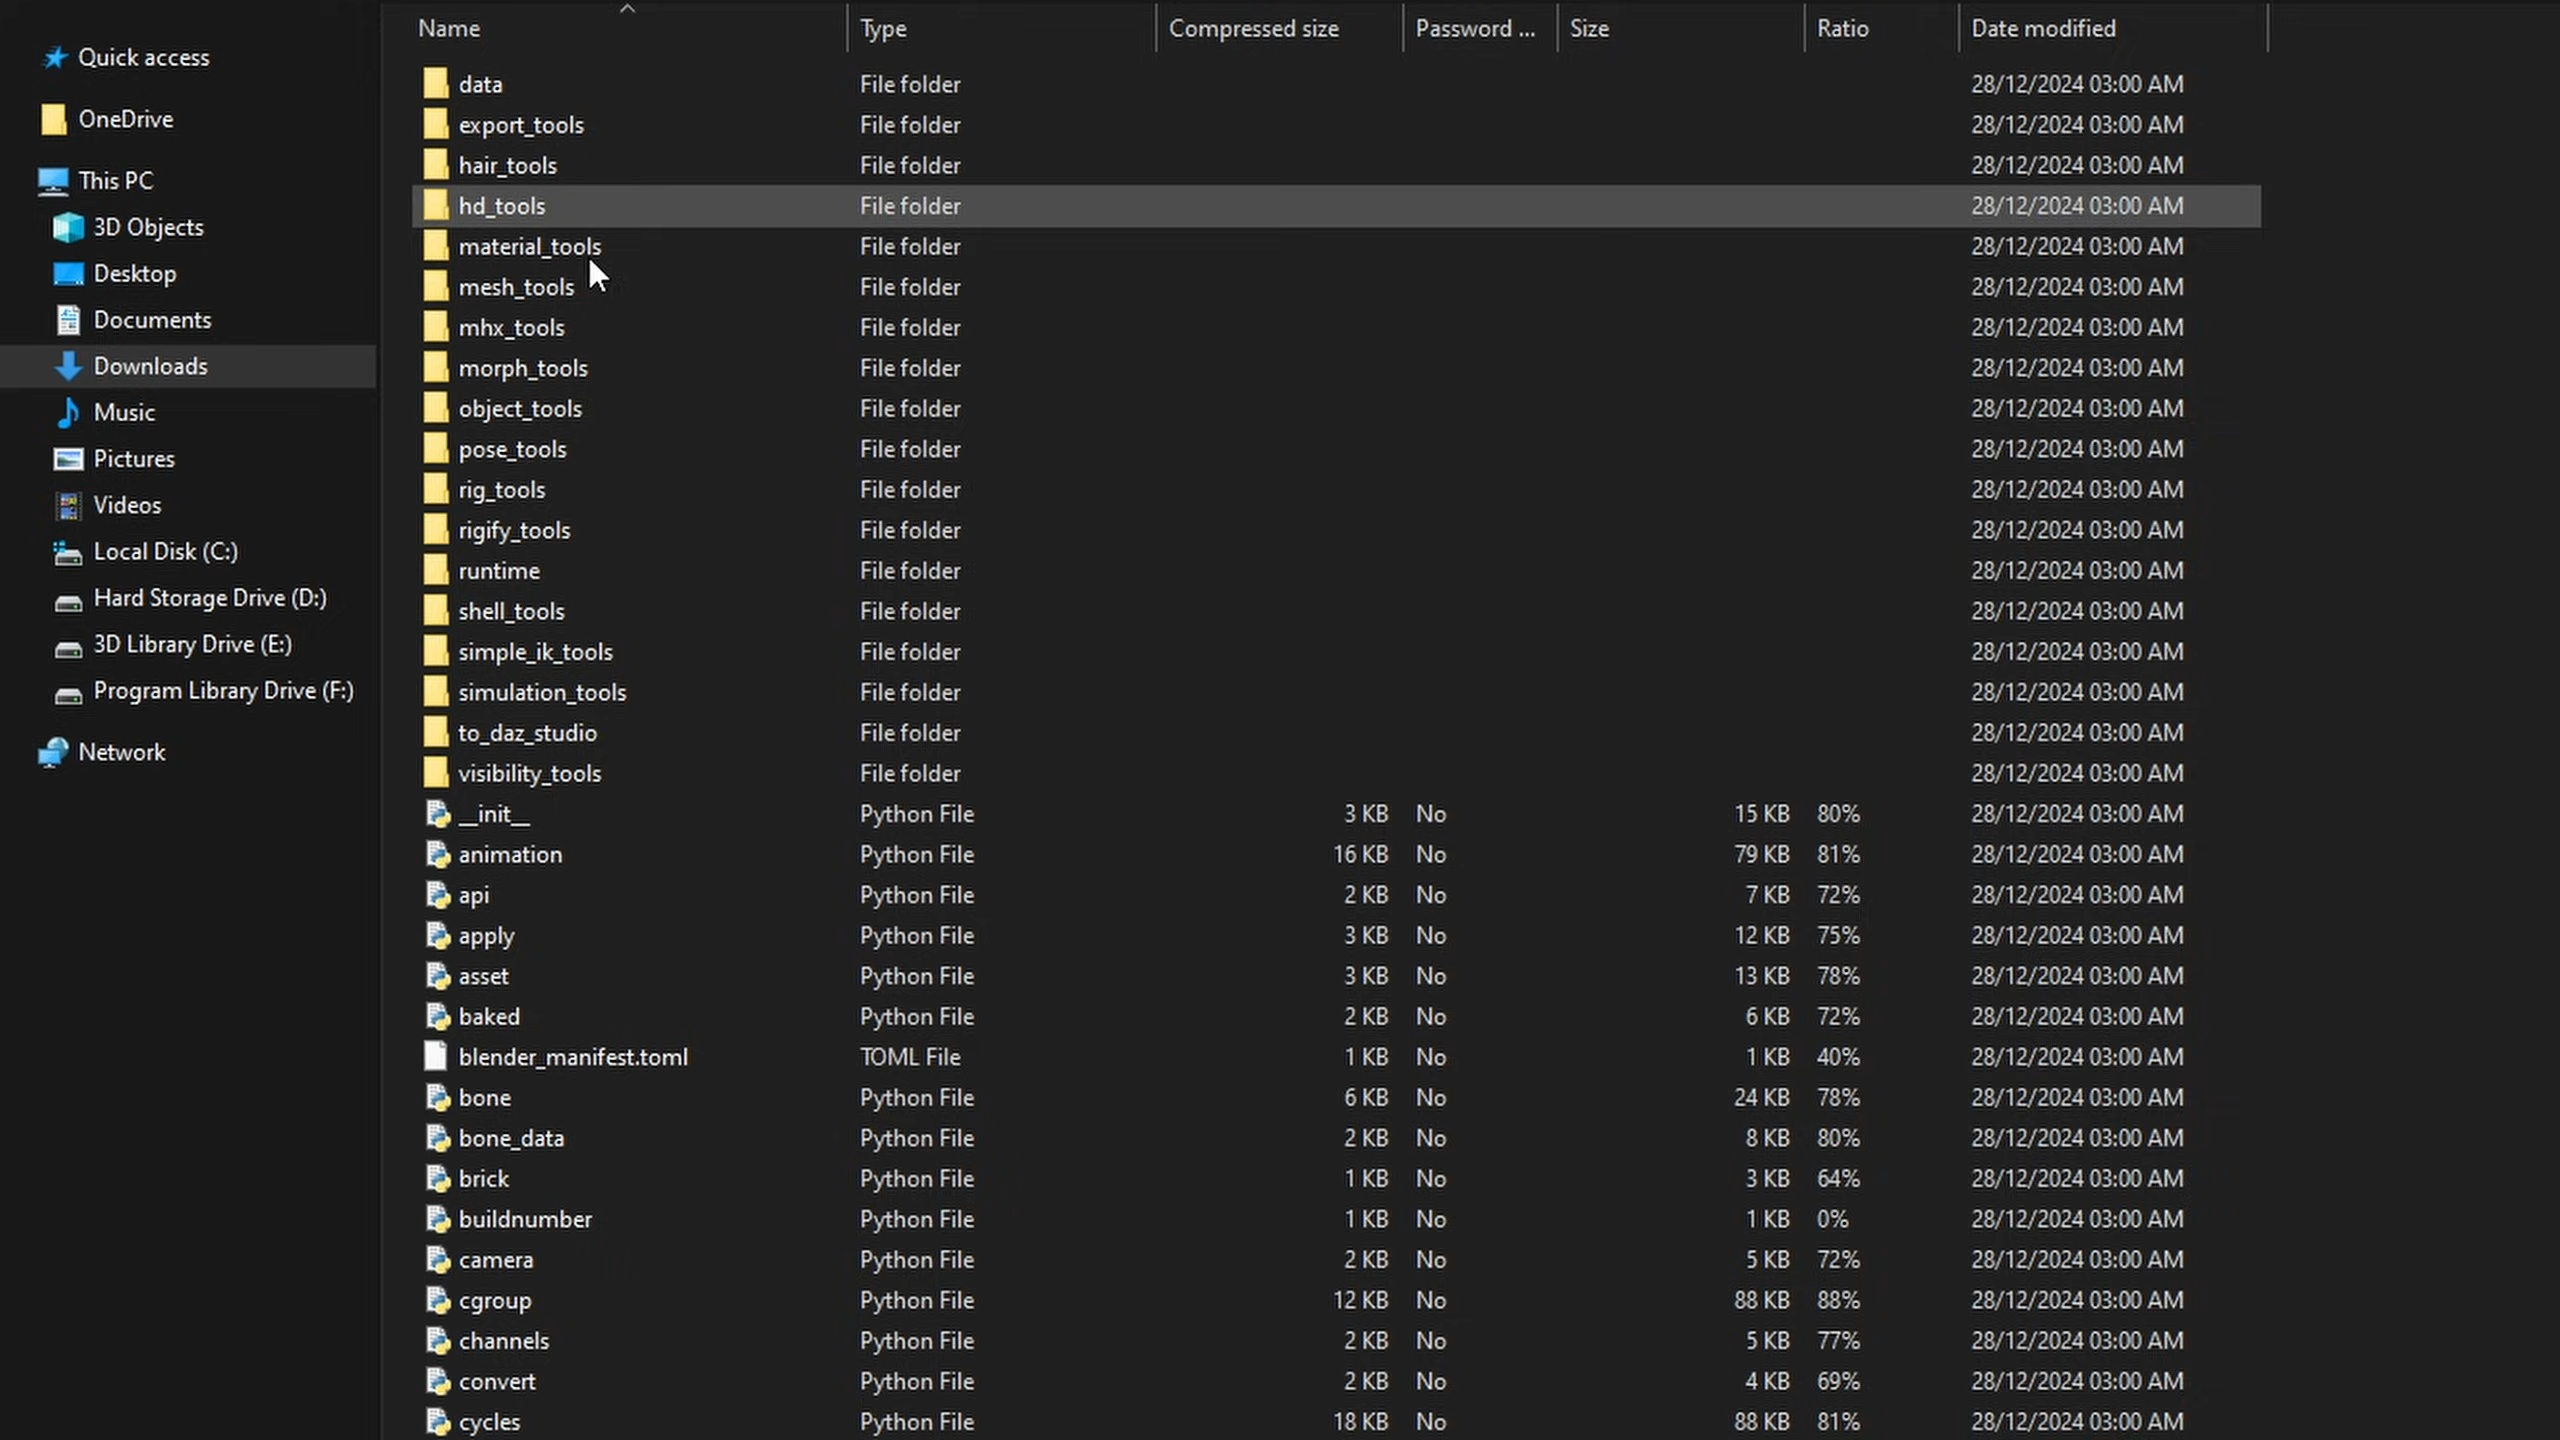 Name Type Compressed size Password ... Size Ratio Date modified
Quick access
OneDrive
This PC
3D Objects
Desktop
Documents
Downloads
Music
Pictures
Videos
Local Disk (C:)
Hard Storage Drive (D:)
3D Library Drive (E:)
Program Library Drive (F:)
Network
data File folder 28/12/2024 03:00 AM
export_tools File folder 28/12/2024 03:00 AM
hair_tools File folder 28/12/2024 03:00 AM
hd_tools File folder 28/12/2024 03:00 AM
material_tools File folder 28/12/2024 03:00 AM
mesh_tools File folder 28/12/2024 03:00 AM
mhx_tools File folder 28/12/2024 03:00 AM
morph_tools File folder 28/12/2024 03:00 AM
object_tools File folder 28/12/2024 03:00 AM
pose_tools File folder 28/12/2024 03:00 AM
rig_tools File folder 28/12/2024 03:00 AM
rigify_tools File folder 28/12/2024 03:00 AM
runtime File folder 28/12/2024 03:00 AM
shell_tools File folder 28/12/2024 03:00 AM
simple_ik_tools File folder 28/12/2024 03:00 AM
simulation_tools File folder 28/12/2024 03:00 AM
to_daz_studio File folder 28/12/2024 03:00 AM
visibility_tools File folder 28/12/2024 03:00 AM
__init__ Python File 3 KB No 15 KB 80% 28/12/2024 03:00 AM
animation Python File 16 KB No 79 KB 81% 28/12/2024 03:00 AM
api Python File 2 KB No 7 KB 72% 28/12/2024 03:00 AM
apply Python File 3 KB No 12 KB 75% 28/12/2024 03:00 AM
asset Python File 3 KB No 13 KB 78% 28/12/2024 03:00 AM
baked Python File 2 KB No 6 KB 72% 28/12/2024 03:00 AM
blender_manifest.toml TOML File 1 KB No 1 KB 40% 28/12/2024 03:00 AM
bone Python File 6 KB No 24 KB 78% 28/12/2024 03:00 AM
bone_data Python File 2 KB No 8 KB 80% 28/12/2024 03:00 AM
brick Python File 1 KB No 3 KB 64% 28/12/2024 03:00 AM
buildnumber Python File 1 KB No 1 KB 0% 28/12/2024 03:00 AM
camera Python File 2 KB No 5 KB 72% 28/12/2024 03:00 AM
cgroup Python File 12 KB No 88 KB 88% 28/12/2024 03:00 AM
channels Python File 2 KB No 5 KB 77% 28/12/2024 03:00 AM
convert Python File 2 KB No 4 KB 69% 28/12/2024 03:00 AM
cycles Python File 18 KB No 88 KB 81% 28/12/2024 03:00 AM